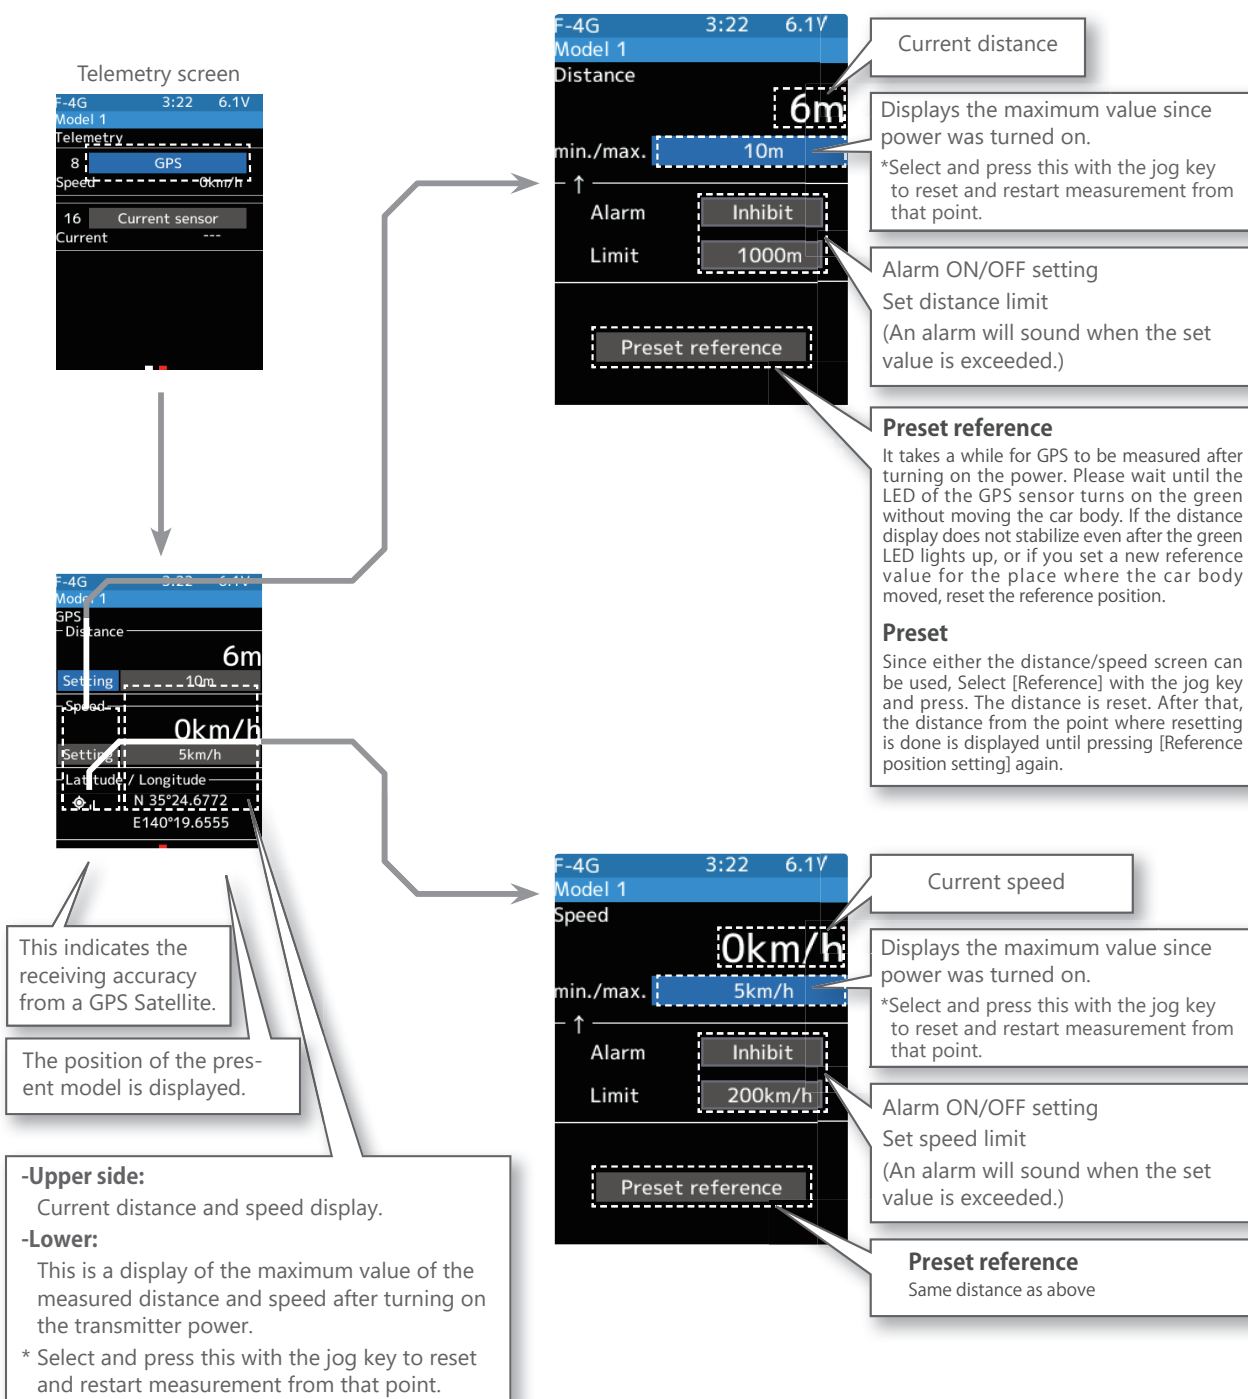 Telemetry screen
F-4G 3:22 6.1V
Model 1
Telemetry
8 GPS
Speed 0km/h
16 Current sensor
Current ---
F-4G 3:22 6.1V
Model 1
GPS
Distance
6m
Setting 10m
Speed
0km/h
Setting 5km/h
Latitude / Longitude
N 35°24.6772
E140°19.6555
This indicates the
receiving accuracy
from a GPS Satellite.
The position of the pres-
ent model is displayed.
-Upper side:
Current distance and speed display.
-Lower:
This is a display of the maximum value of the
measured distance and speed after turning on
the transmitter power.
* Select and press this with the jog key to reset
and restart measurement from that point.
F-4G 3:22 6.1V
Model 1
Distance
6m
min./max. 10m
↑
Alarm Inhibit
Limit 1000m
Preset reference
Current distance
Displays the maximum value since
power was turned on.
*Select and press this with the jog key
to reset and restart measurement from
that point.
Alarm ON/OFF setting
Set distance limit
(An alarm will sound when the set
value is exceeded.)
Preset reference
It takes a while for GPS to be measured after
turning on the power. Please wait until the
LED of the GPS sensor turns on the green
without moving the car body. If the distance
display does not stabilize even after the green
LED lights up, or if you set a new reference
value for the place where the car body
moved, reset the reference position.
Preset
Since either the distance/speed screen can
be used, Select [Reference] with the jog key
and press. The distance is reset. After that,
the distance from the point where resetting
is done is displayed until pressing [Reference
position setting] again.
F-4G 3:22 6.1V
Model 1
Speed
0km/h
min./max. 5km/h
↑
Alarm Inhibit
Limit 200km/h
Preset reference
Current speed
Displays the maximum value since
power was turned on.
*Select and press this with the jog key
to reset and restart measurement from
that point.
Alarm ON/OFF setting
Set speed limit
(An alarm will sound when the set
value is exceeded.)
Preset reference
Same distance as above